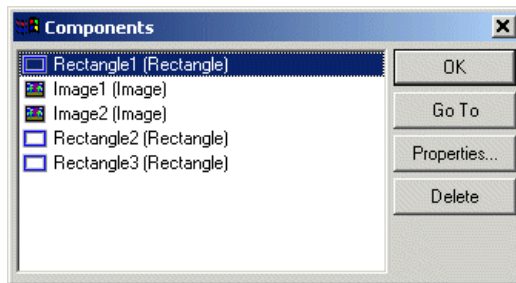 Components
Rectangle1 (Rectangle)
Image1 (Image)
Image2 (Image)
Rectangle2 (Rectangle)
Rectangle3 (Rectangle)
OK
Go To
Properties...
Delete